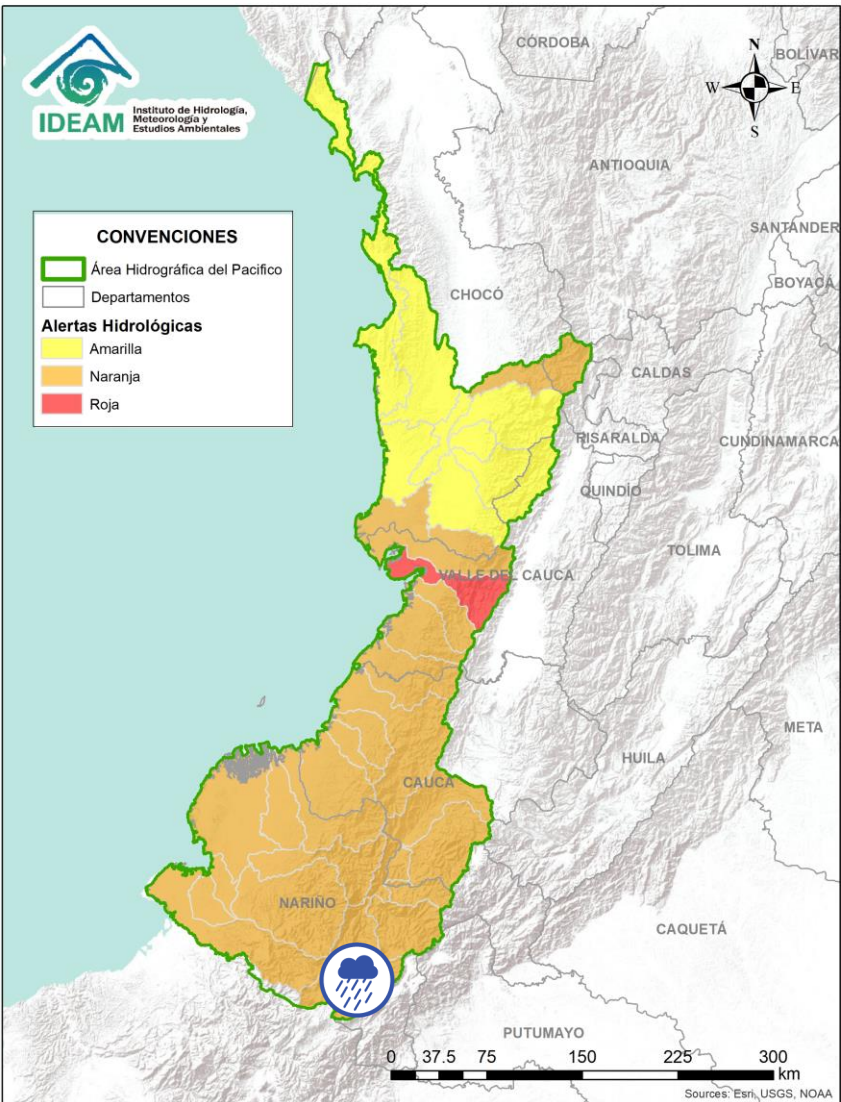 IDEAM
Instituto de Hidrología,
Meteorología y
Estudios Ambientales
N
W
E
S
CÓRDOBA
BOLÍVAR
ANTIOQUIA
SANTANDER
BOYACÁ
CHOCÓ
CALDAS
RISARALDA
CUNDINAMARCA
QUINDÍO
TOLIMA
VALLE DEL CAUCA
META
HUILA
CAUCA
NARIÑO
CAQUETÁ
PUTUMAYO
CONVENCIONES
Área Hidrográfica del Pacifico
Departamentos
Alertas Hidrológicas
Amarilla
Naranja
Roja
0 37.5 75 150 225 300
km
Sources: Esri, USGS, NOAA